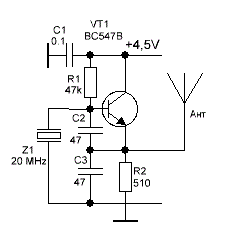 C1
0.1
VT1
BC547B
+4,5V
R1
47k
C2
47
Ант
Z1
20 MHz
C3
47
R2
510